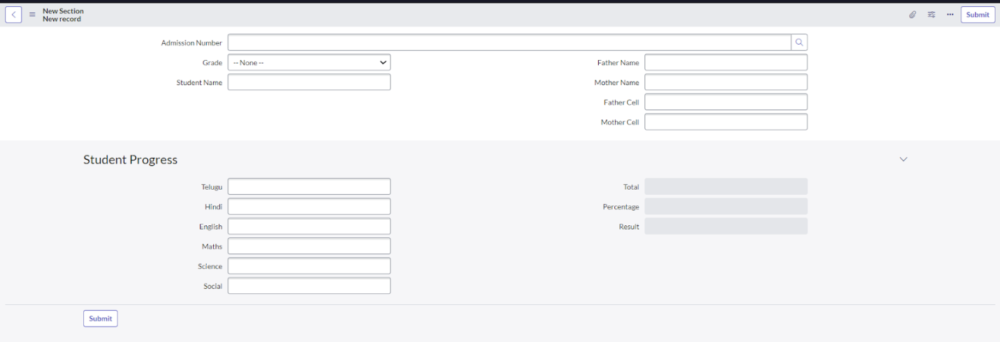 New Section
New record
Submit
Admission Number
Grade -- None --
Father Name
Student Name
Mother Name
Father Cell
Mother Cell
Student Progress
Telugu
Total
Hindi
Percentage
English
Result
Maths
Science
Social
Submit